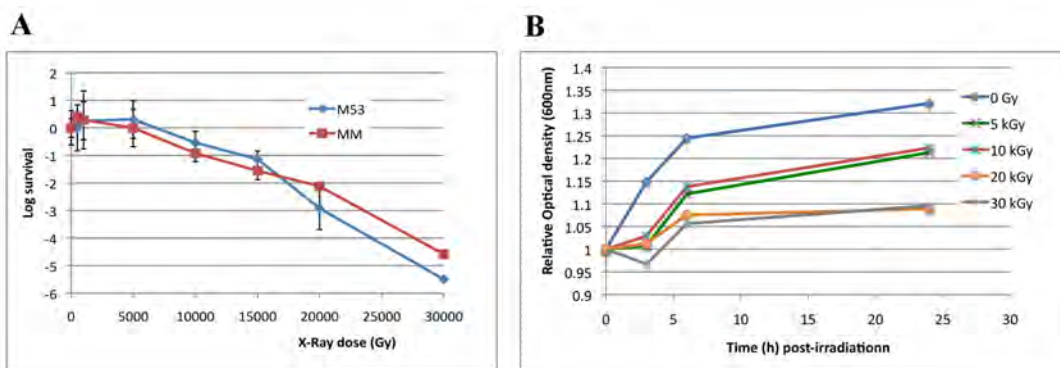 A
B
2
1
0
-1
-2
-3
-4
-5
-6
Log survival
M53
MM
0 5000 10000 15000 20000 25000 30000
X-Ray dose (Gy)
1.4
1.35
1.3
1.25
1.2
1.15
1.1
1.05
1
0.95
0.9
Relative Optical density (600nm)
0 Gy
5 kGy
10 kGy
20 kGy
30 kGy
0 5 10 15 20 25 30
Time (h) post-irradiationn